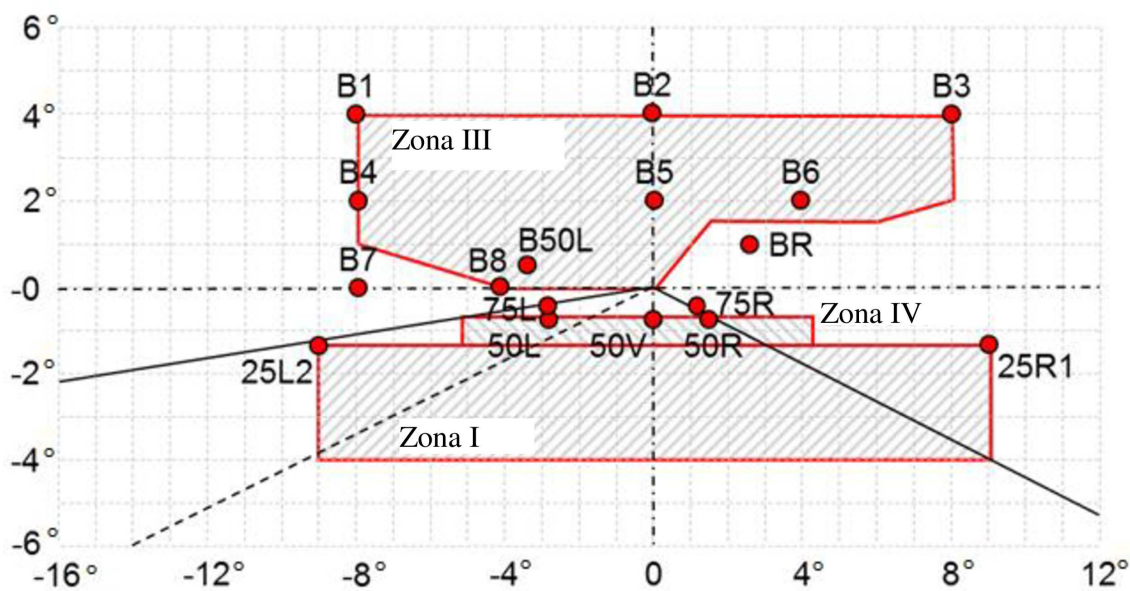 6°
B1 B2 B3
4°
Zona III
B4 B5 B6
2°
B50L
B7 B8 BR
-0
75L 75R Zona IV
50L 50V 50R
25L2 25R1
-2°
Zona I
-4°
-6°
-16° -12° -8° -4° 0 4° 8° 12°